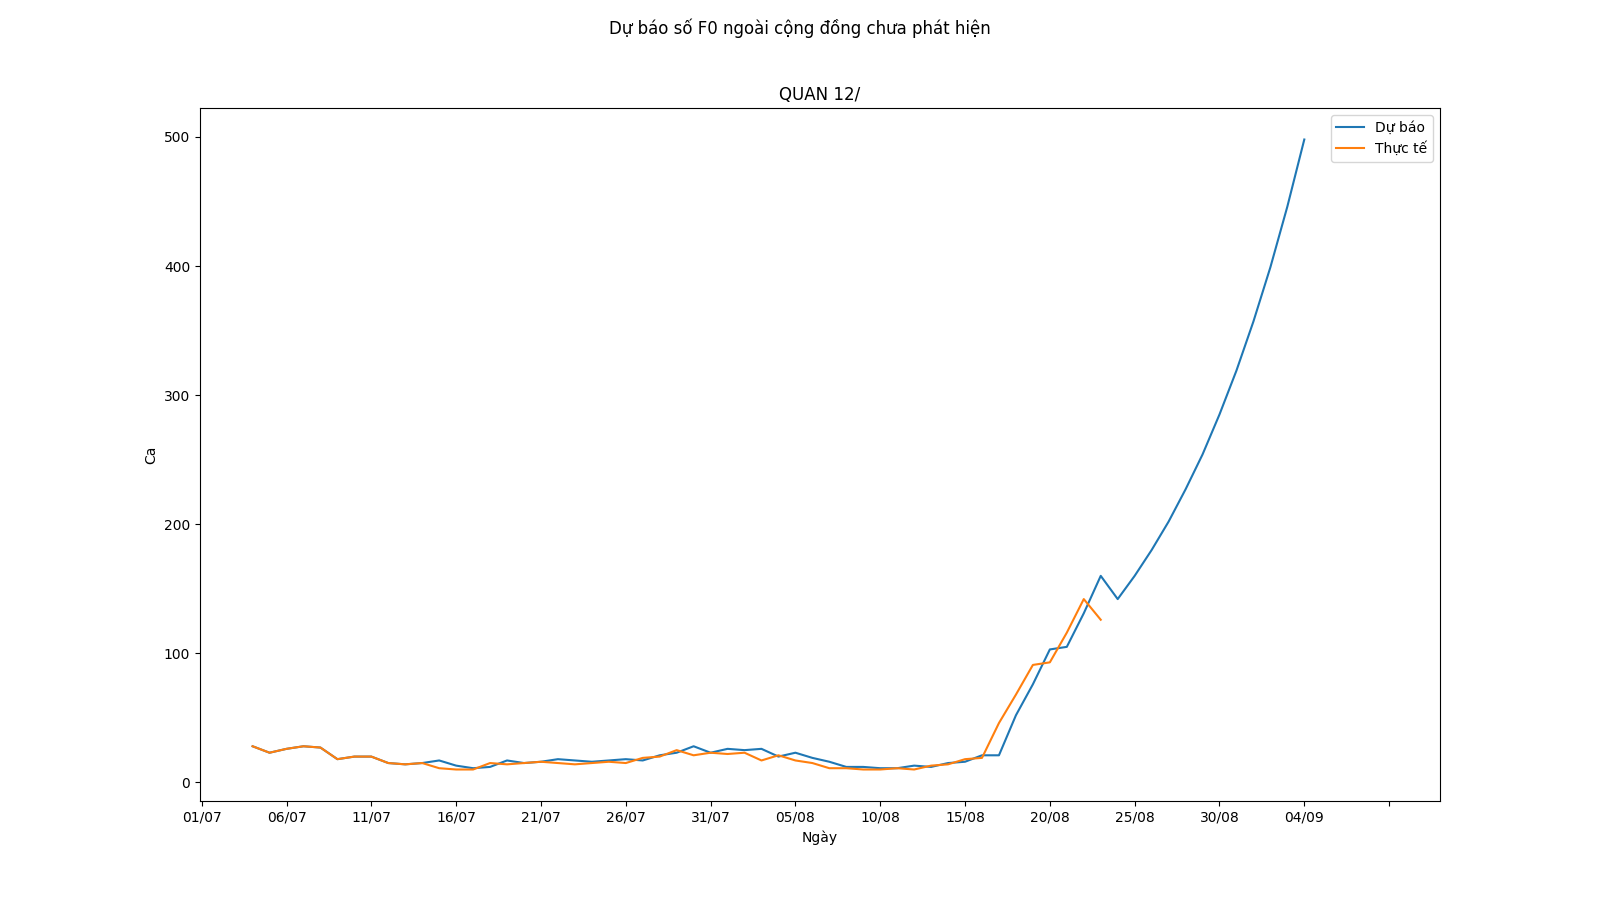 Dự báo số F0 ngoài cộng đồng chưa phát hiện
QUAN 12/
Dự báo
Thực tế
500
400
300
200
100
0
Ca
01/07 06/07 11/07 16/07 21/07 26/07 31/07 05/08 10/08 15/08 20/08 25/08 30/08 04/09
Ngày